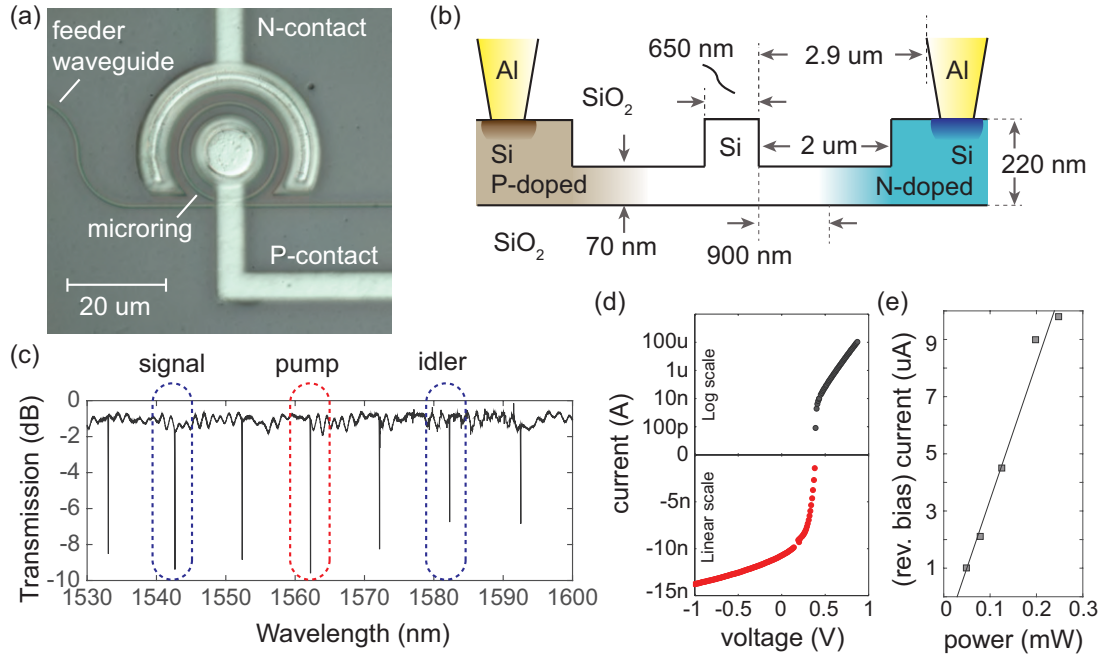 (a)
feeder
waveguide
N-contact
microring
P-contact
20 um
(b)
650 nm
2.9 um
Al
Al
SiO2
Si
P-doped
Si
2 um
Si
N-doped
220 nm
SiO2
70 nm
900 nm
(c)
signal
pump
idler
Transmission (dB)
0
-2
-4
-6
-8
-10
1530
1540
1550
1560
1570
1580
1590
1600
Wavelength (nm)
(d)
current (A)
100u
1u
10n
100p
0
Log scale
-5n
-10n
-15n
Linear scale
-1
-0.5
0
0.5
1
voltage (V)
(e)
(rev. bias) current (uA)
9
7
5
3
1
0
0.1
0.2
0.3
power (mW)